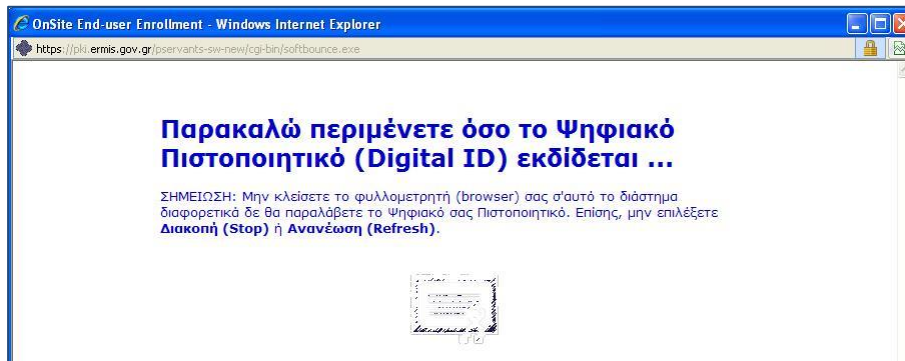 OnSite End-user Enrollment - Windows Internet Explorer
https://pki.ermis.gov.gr/pservants-sw-new/cgi-bin/softbounce.exe
Παρακαλώ περιμένετε όσο το Ψηφιακό
Πιστοποιητικό (Digital ID) εκδίδεται ...
ΣΗΜΕΙΩΣΗ: Μην κλείσετε το φυλλομετρητή (browser) σας σ'αυτό το διάστημα
διαφορετικά δε θα παραλάβετε το Ψηφιακό σας Πιστοποιητικό. Επίσης, μην επιλέξετε
Διακοπή (Stop) ή Ανανέωση (Refresh).